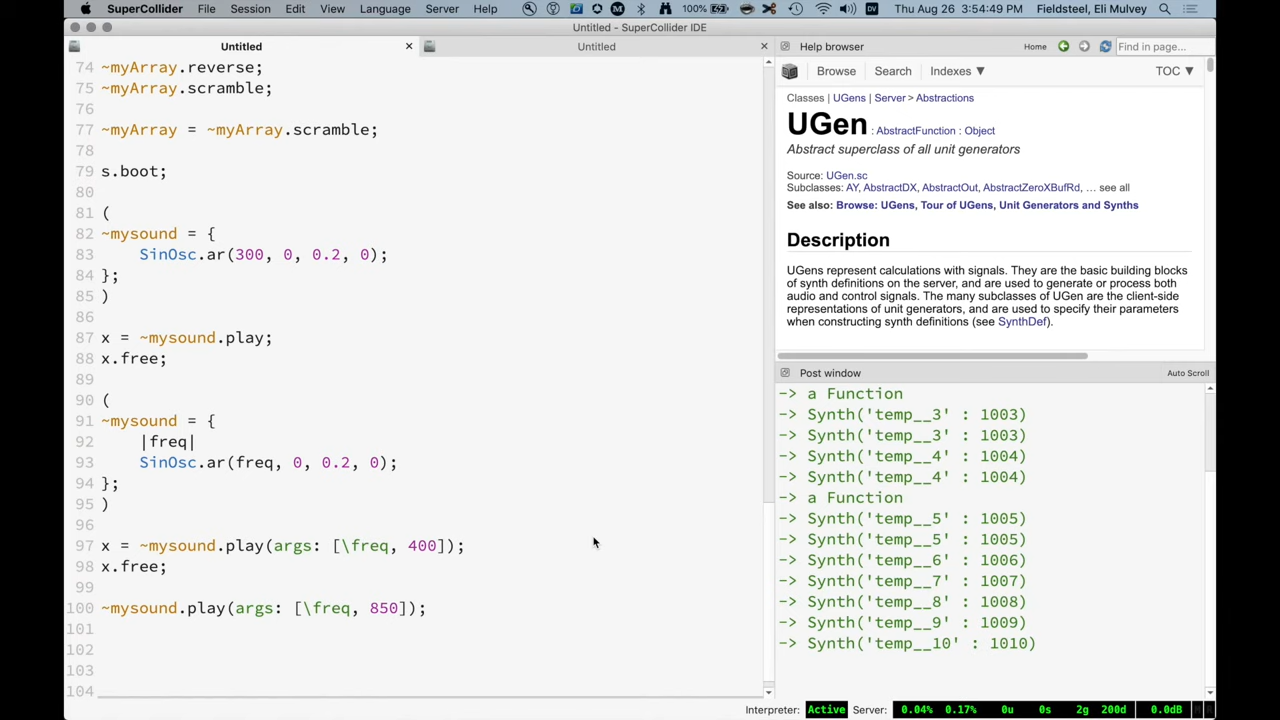 SuperCollider File Session Edit View Language Server Help 100% Thu Aug 26 3:54:49 PM Fieldsteel, Eli Mulvey
Untitled - SuperCollider IDE
Untitled Untitled
74 ~myArray.reverse;
75 ~myArray.scramble;
76
77 ~myArray = ~myArray.scramble;
78
79 s.boot;
80
81 (
82 ~mysound = {
83 SinOsc.ar(300, 0, 0.2, 0);
84 };
85 )
86
87 x = ~mysound.play;
88 x.free;
89
90 (
91 ~mysound = {
92 |freq|
93 SinOsc.ar(freq, 0, 0.2, 0);
94 };
95 )
96
97 x = ~mysound.play(args: [\freq, 400]);
98 x.free;
99
100 ~mysound.play(args: [\freq, 850]);
101
102
103
104
Help browser Home Find in page...
Browse Search Indexes ▼ TOC ▼
Classes | UGens | Server > Abstractions
UGen : AbstractFunction : Object
Abstract superclass of all unit generators
Source: UGen.sc
Subclasses: AY, AbstractDX, AbstractOut, AbstractZeroXBufRd, ... see all
See also: Browse: UGens, Tour of UGens, Unit Generators and Synths
Description
UGens represent calculations with signals. They are the basic building blocks
of synth definitions on the server, and are used to generate or process both
audio and control signals. The many subclasses of UGen are the client-side
representations of unit generators, and are used to specify their parameters
when constructing synth definitions (see SynthDef).
Post window Auto Scroll
-> a Function
-> Synth('temp__3' : 1003)
-> Synth('temp__3' : 1003)
-> Synth('temp__4' : 1004)
-> Synth('temp__4' : 1004)
-> a Function
-> Synth('temp__5' : 1005)
-> Synth('temp__5' : 1005)
-> Synth('temp__6' : 1006)
-> Synth('temp__7' : 1007)
-> Synth('temp__8' : 1008)
-> Synth('temp__9' : 1009)
-> Synth('temp__10' : 1010)
Interpreter: Active Server: 0.04% 0.17% 0u 0s 2g 200d 0.0dB